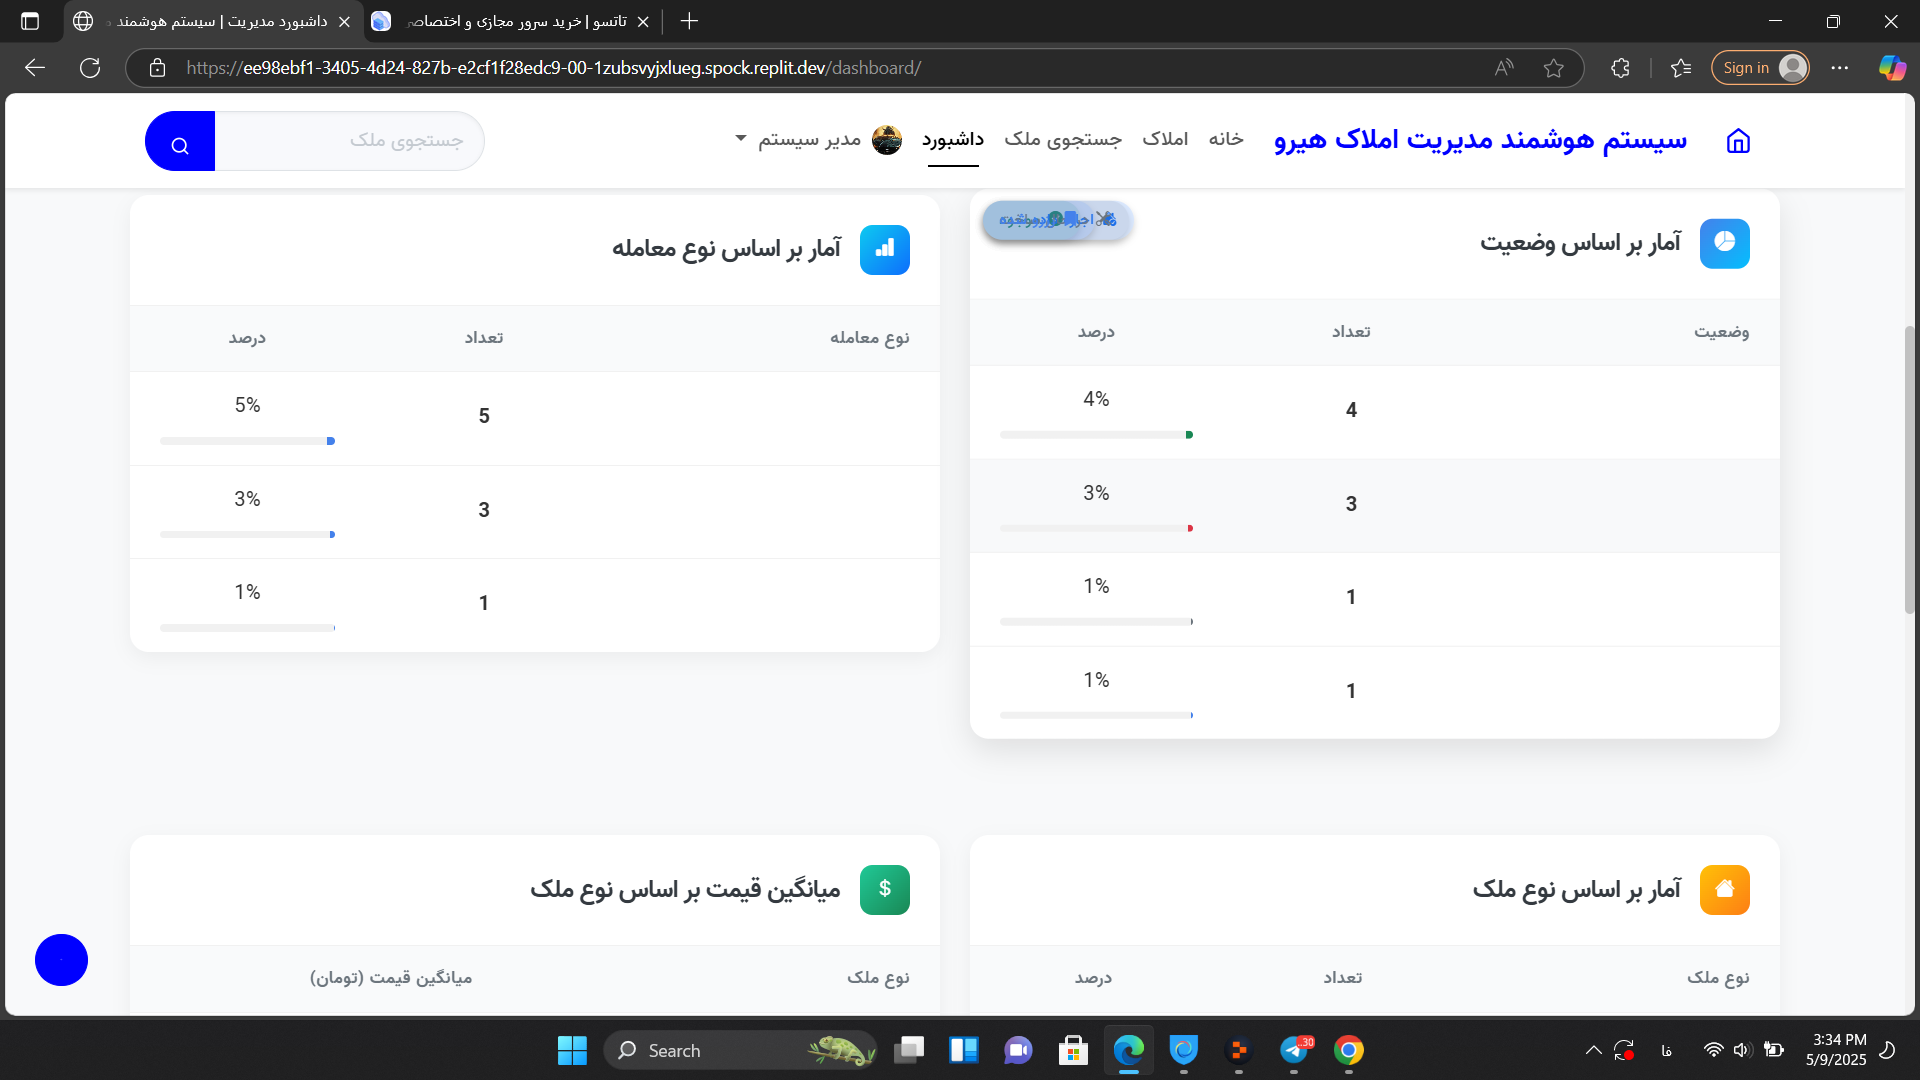 داشبورد مدیریت | سیستم هوشمند
تاتسو | خرید سرور مجازی و اختصاصی
https://ee98ebf1-3405-4d24-827b-e2cf1f28edc9-00-1zubsvyjxlueg.spock.replit.dev/dashboard/
Sign in
سیستم هوشمند مدیریت املاک هیرو
خانه
املاک
جستجوی ملک
داشبورد
مدیر سیستم
جستجوی ملک
آمار بر اساس وضعیت
وضعیت تعداد درصد
4 4%
3 3%
1 1%
1 1%
آمار بر اساس نوع معامله
نوع معامله تعداد درصد
5 5%
3 3%
1 1%
آمار بر اساس نوع ملک
نوع ملک تعداد درصد
میانگین قیمت بر اساس نوع ملک
نوع ملک میانگین قیمت (تومان)
Search
30
فا
3:34 PM
5/9/2025